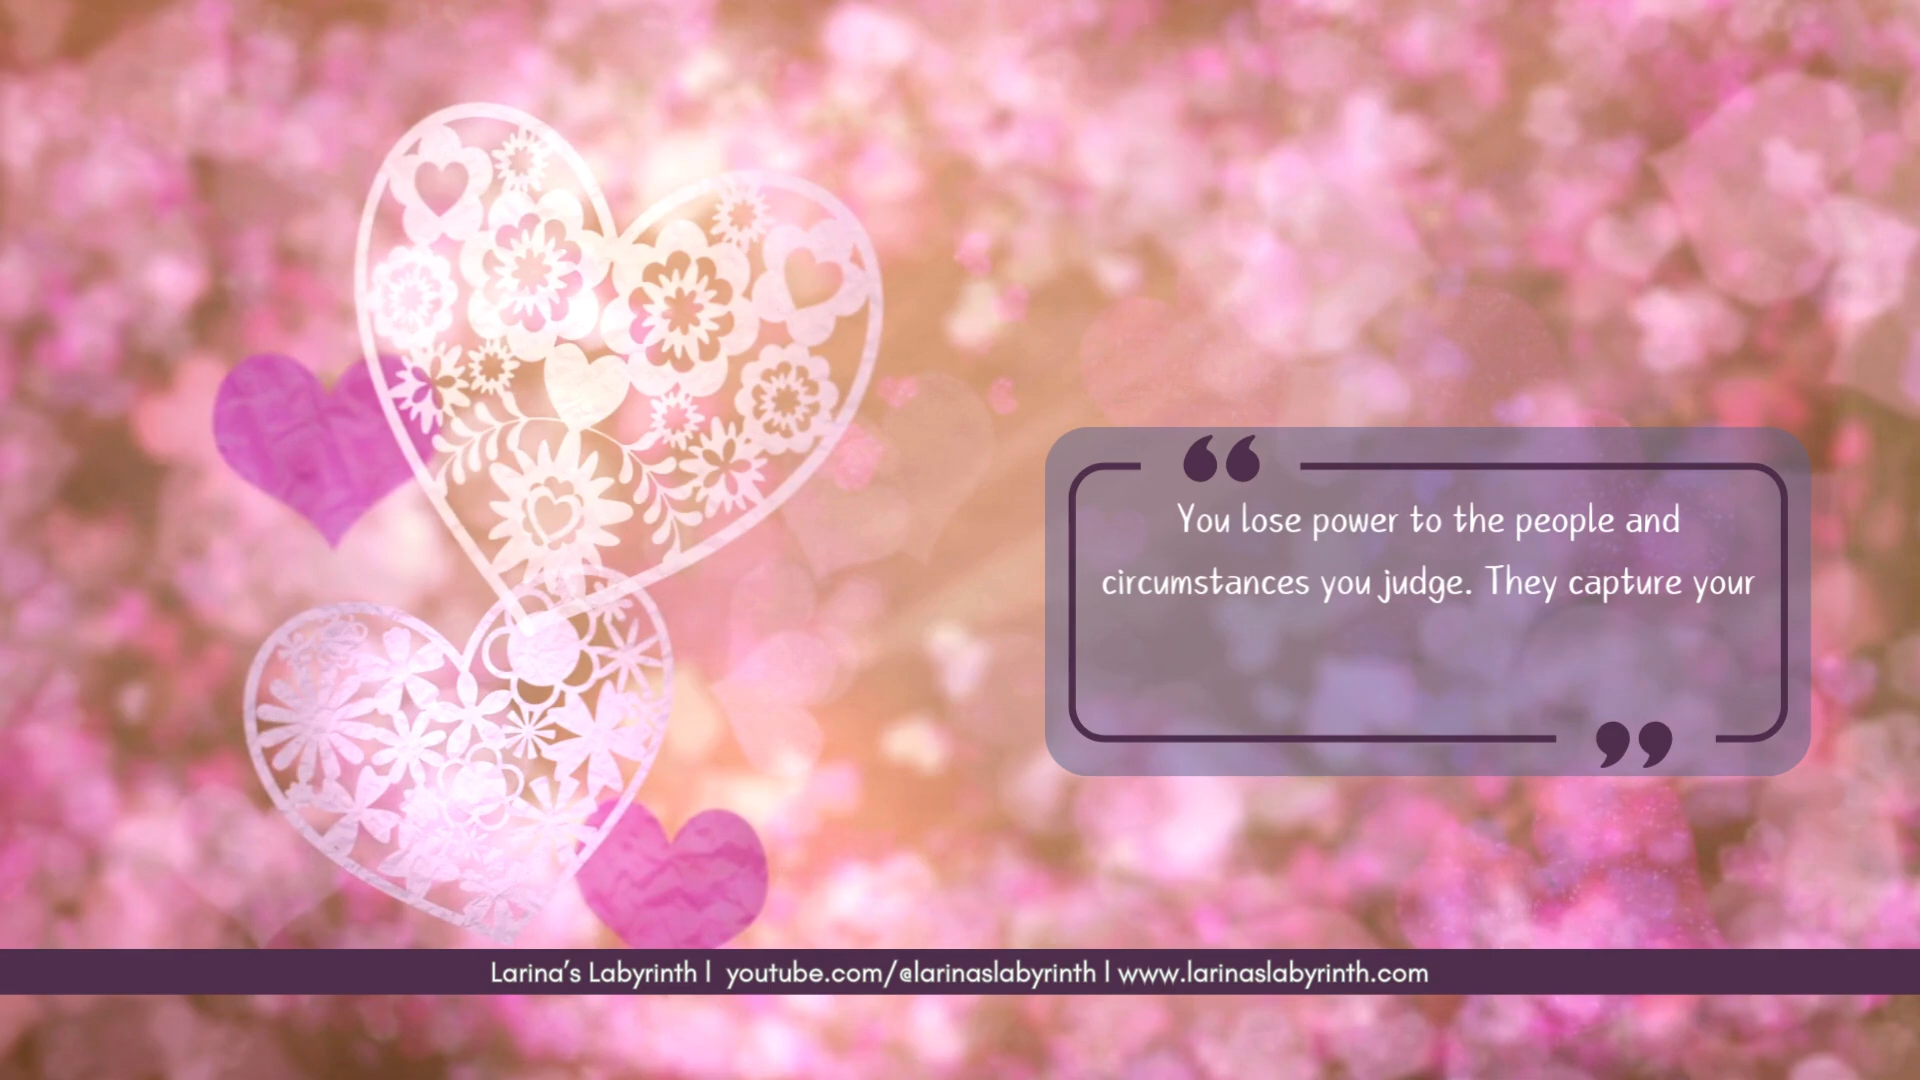 You lose power to the people and
circumstances you judge. They capture your
Larina's Labyrinth | youtube.com/@larinaslabyrinth | www.larinaslabyrinth.com